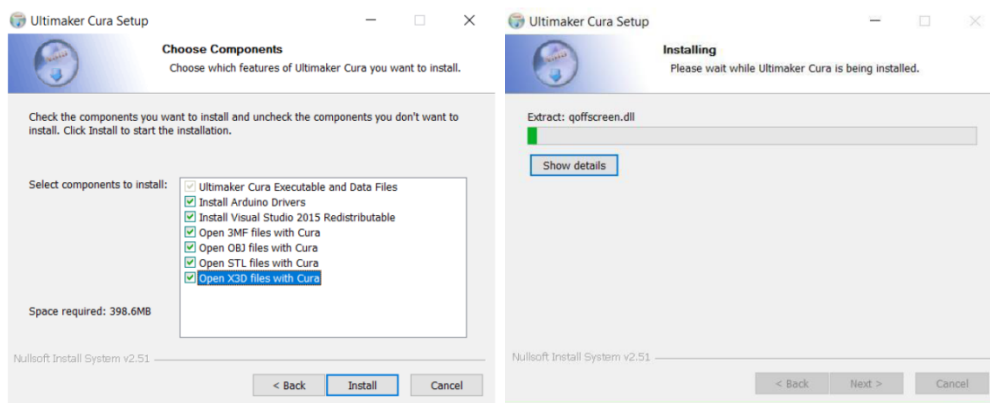 Ultimaker Cura Setup
Choose Components
Choose which features of Ultimaker Cura you want to install.
Check the components you want to install and uncheck the components you don't want to
install. Click Install to start the installation.
Select components to install:
Ultimaker Cura Executable and Data Files
Install Arduino Drivers
Install Visual Studio 2015 Redistributable
Open 3MF files with Cura
Open OBJ files with Cura
Open STL files with Cura
Open X3D files with Cura
Space required: 398.6MB
Nullsoft Install System v2.51
< Back
Install
Cancel
Ultimaker Cura Setup
Installing
Please wait while Ultimaker Cura is being installed.
Extract: qoffscreen.dll
Show details
Nullsoft Install System v2.51
< Back
Next >
Cancel